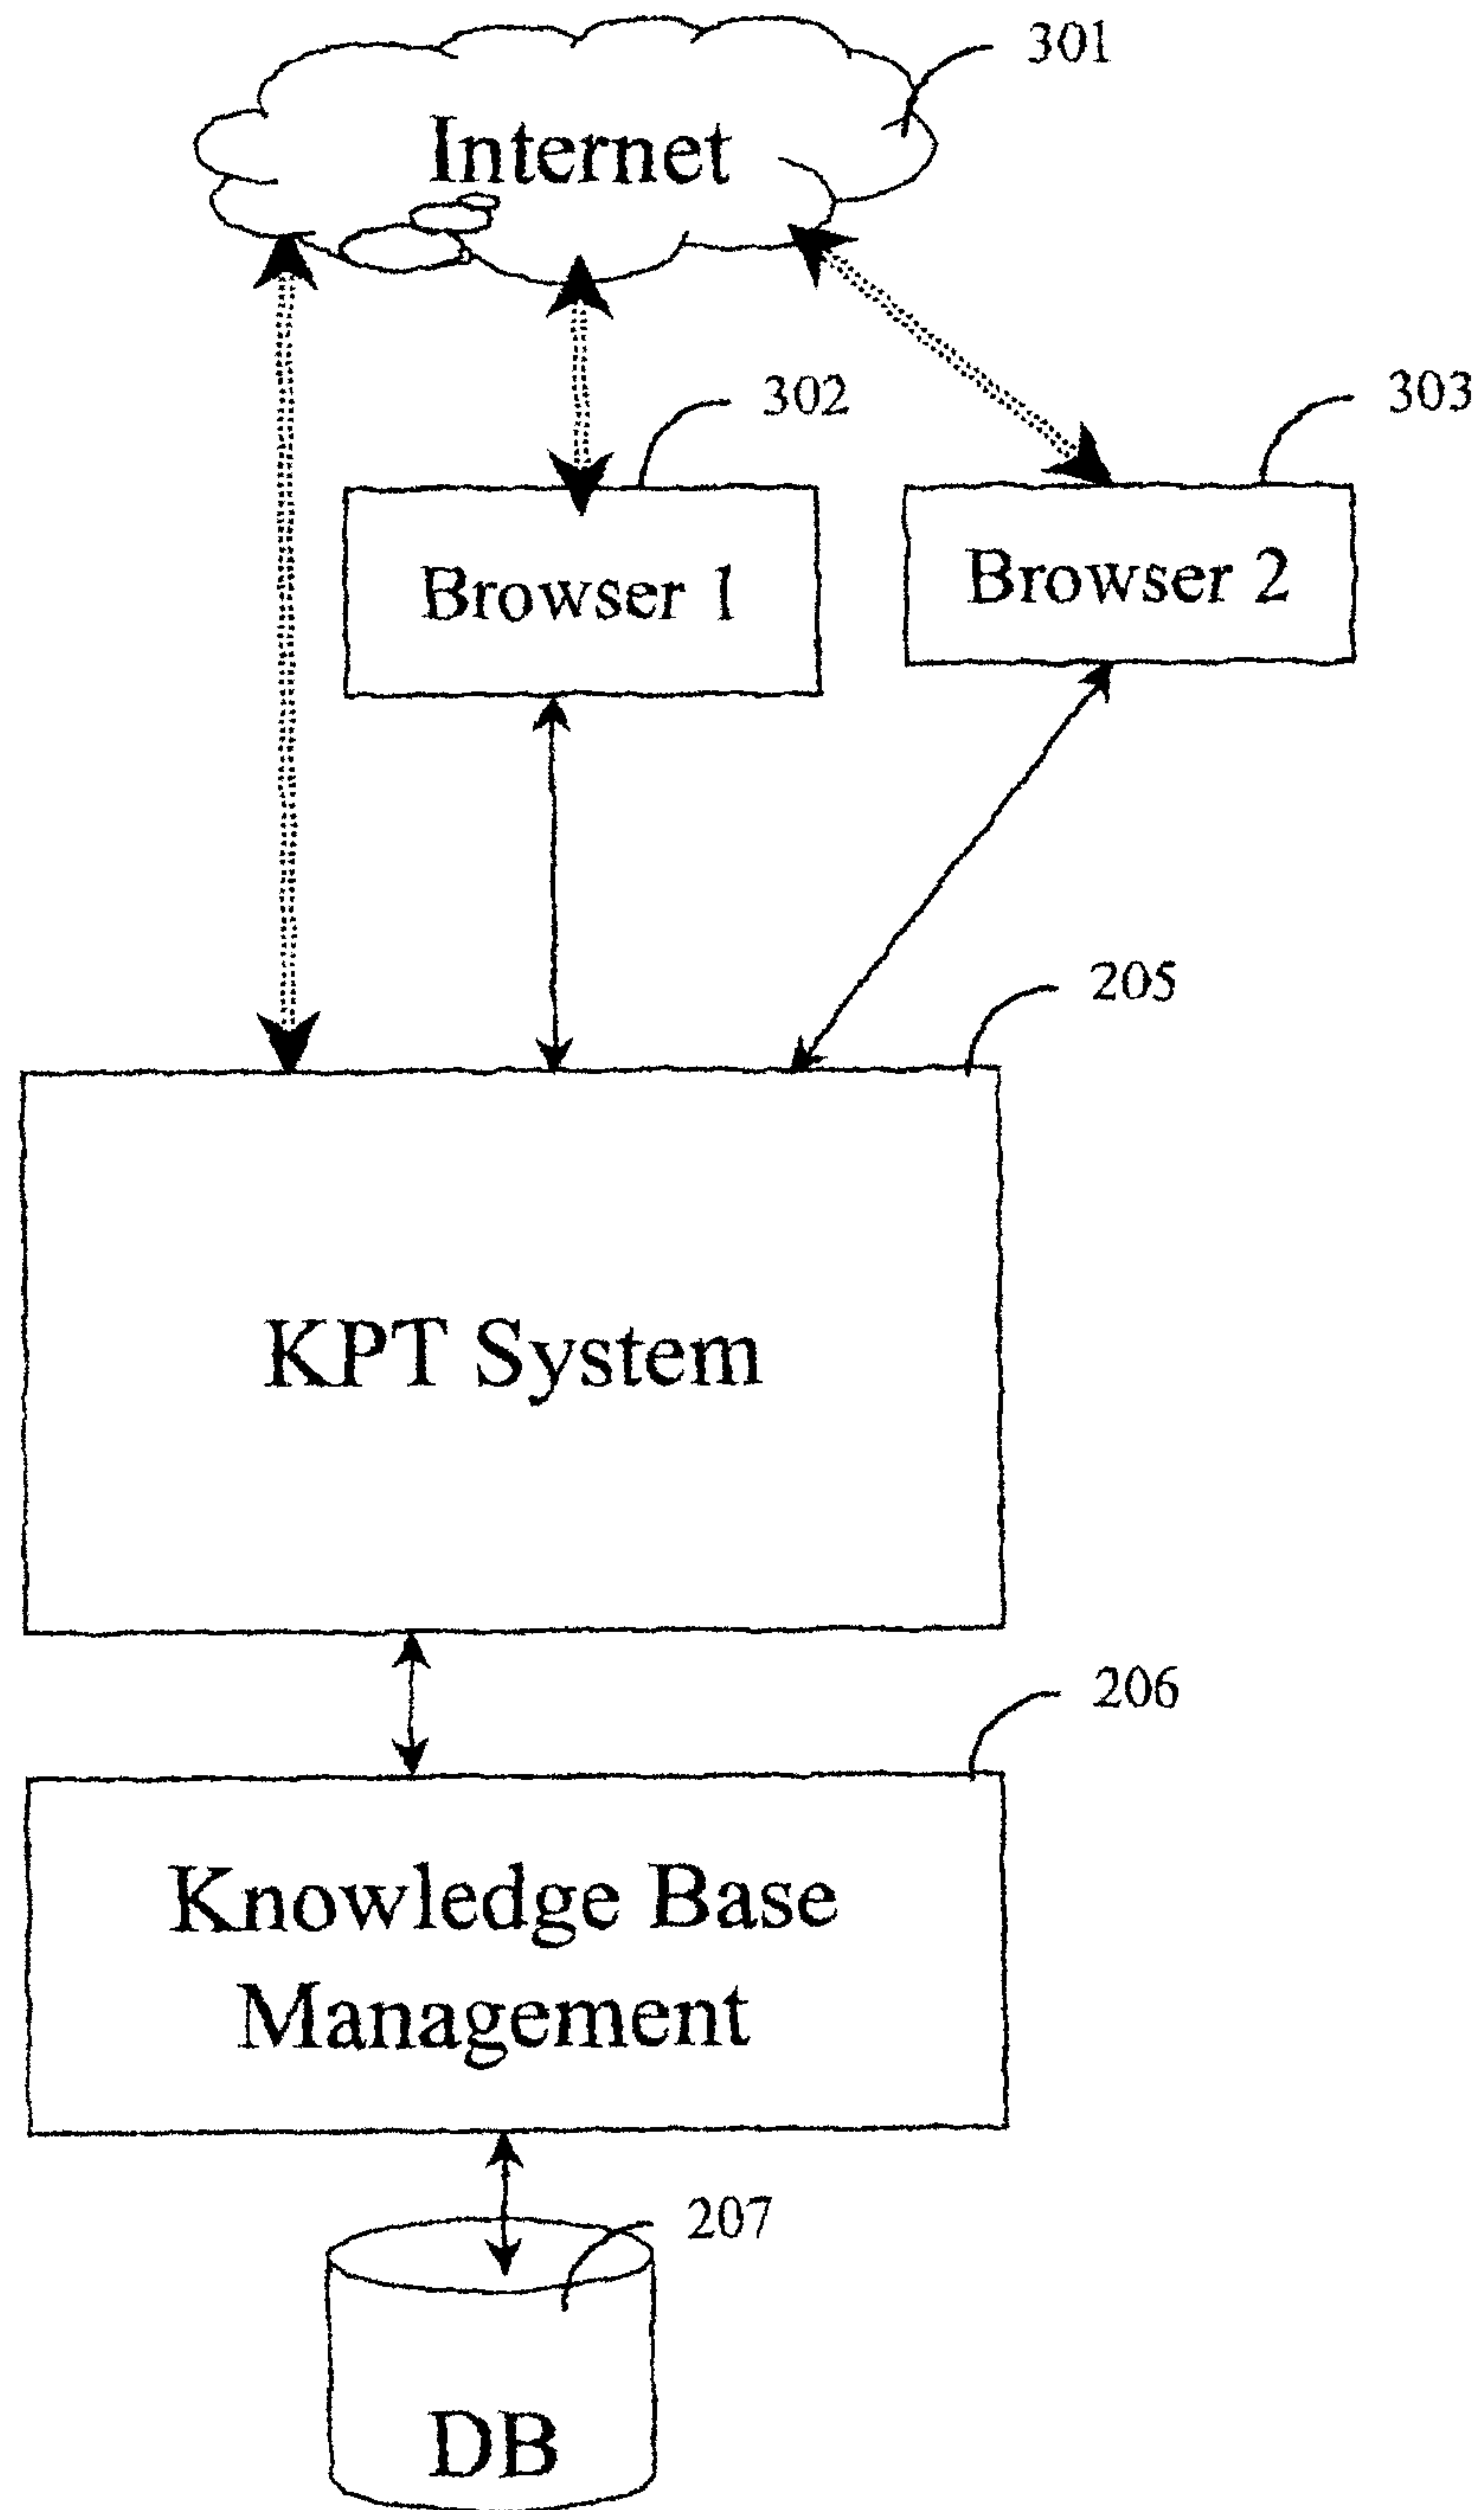 301
Internet
302
303
Browser 1
Browser 2
205
KPT System
206
Knowledge Base
Management
207
DB